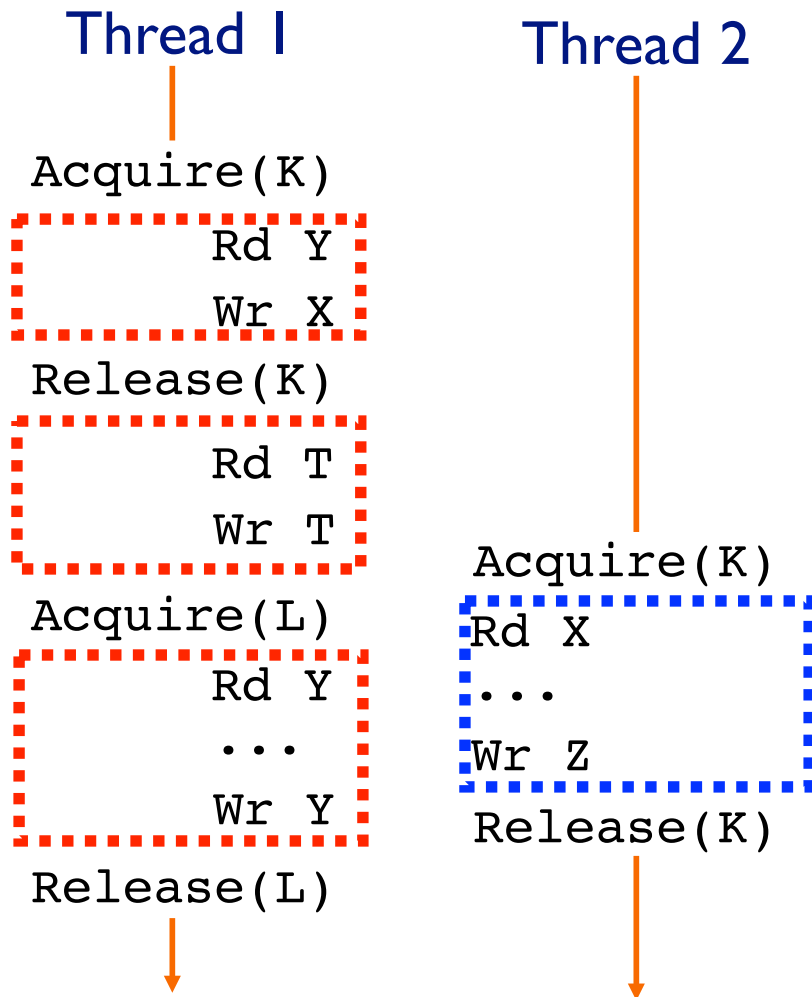 Thread 1
Acquire(K)
Rd Y
Wr X
Release(K)
Rd T
Wr T
Acquire(L)
Rd Y
...
Wr Y
Release(L)
Thread 2
Acquire(K)
Rd X
...
Wr Z
Release(K)